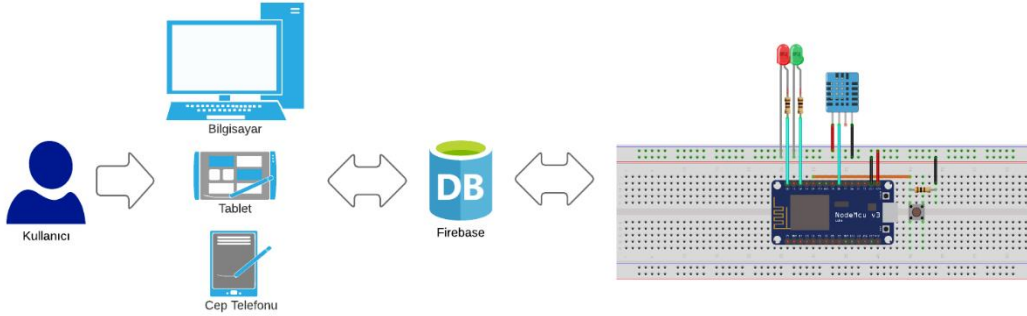 Bilgisayar
Kullanıcı
Tablet
Cep Telefonu
DB
Firebase
NodeMcu v3